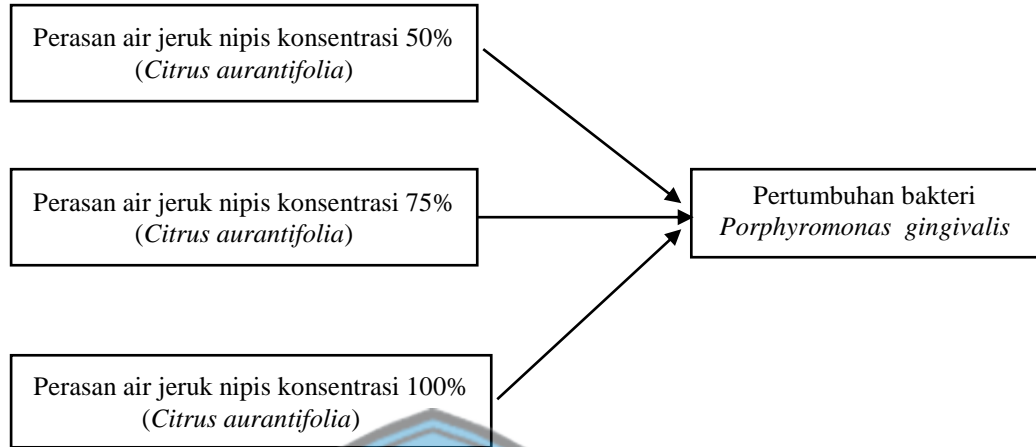 Perasan air jeruk nipis konsentrasi 50%
(Citrus aurantifolia)
Perasan air jeruk nipis konsentrasi 75%
(Citrus aurantifolia)
Pertumbuhan bakteri
Porphyromonas gingivalis
Perasan air jeruk nipis konsentrasi 100%
(Citrus aurantifolia)